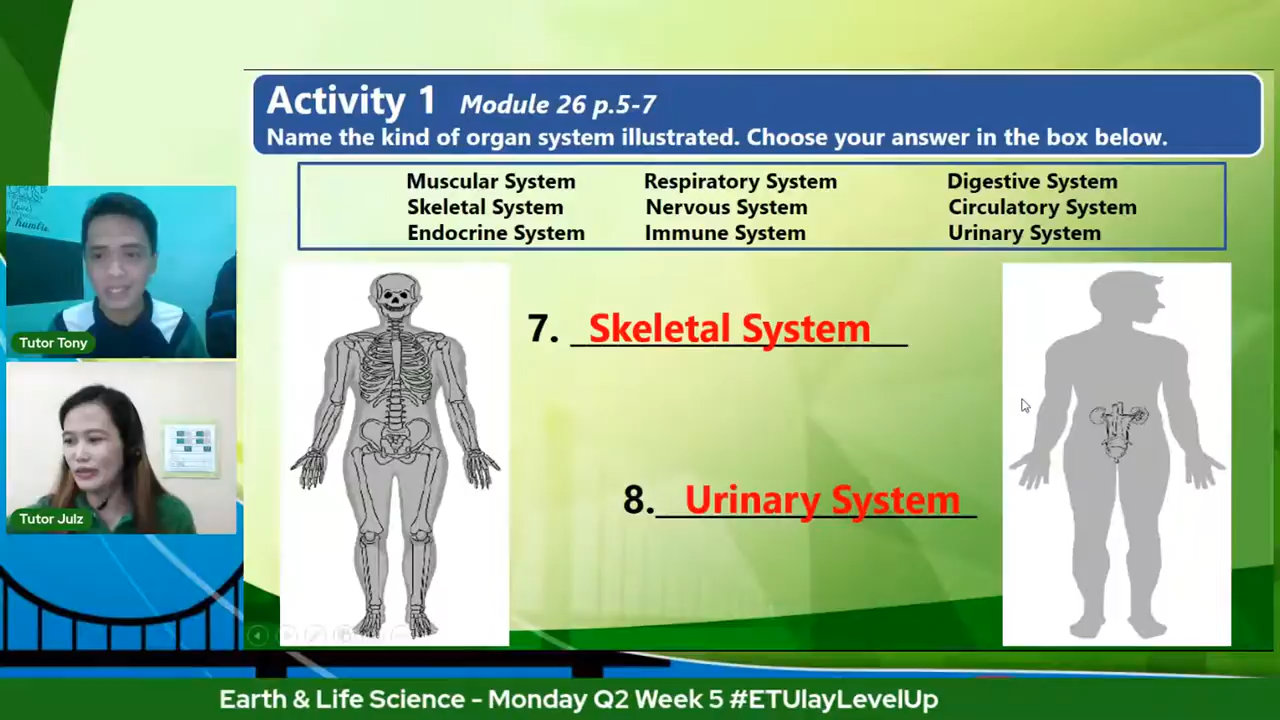 Activity 1 Module 26 p.5-7
Name the kind of organ system illustrated. Choose your answer in the box below.
Muscular System Respiratory System Digestive System
Skeletal System Nervous System Circulatory System
Endocrine System Immune System Urinary System
7. Skeletal System
8. Urinary System
Tutor Tony
Tutor Julz
Earth & Life Science - Monday Q2 Week 5 #ETUlayLevelUp